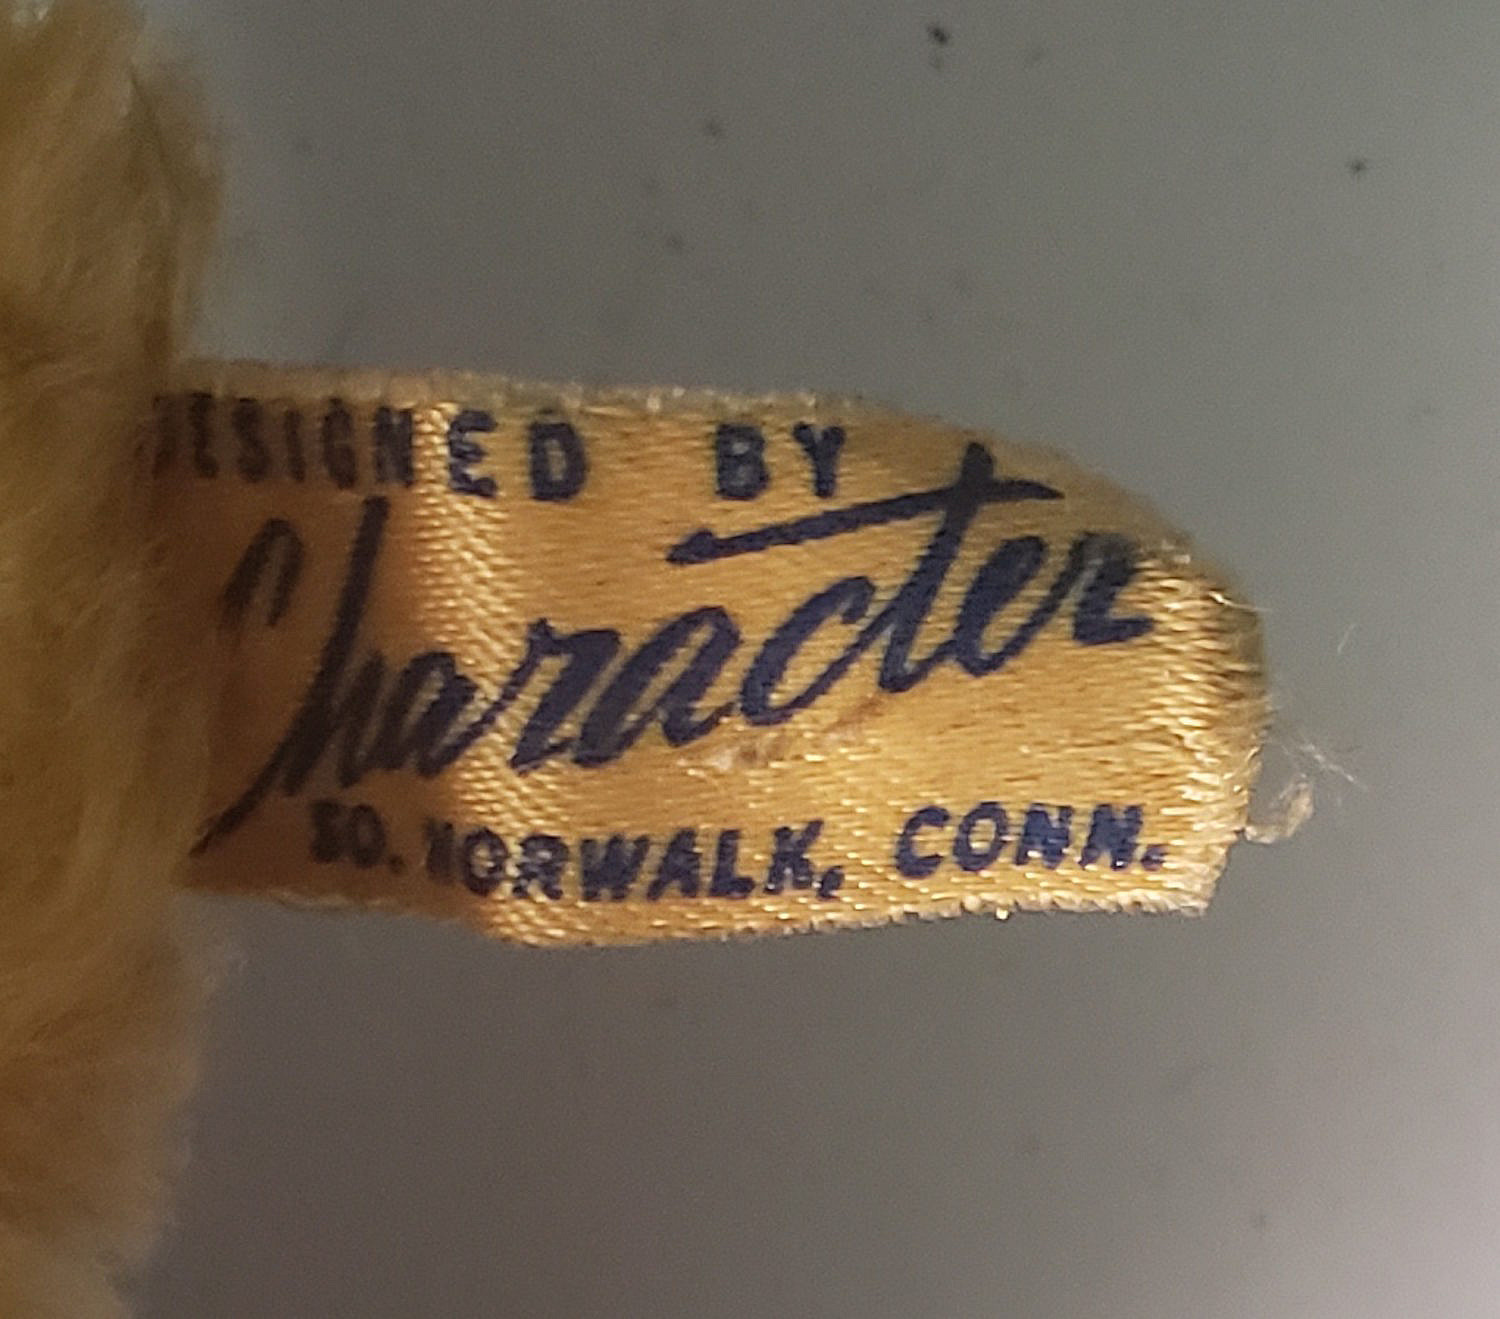 DESIGNED BY
Character
SO. NORWALK, CONN.